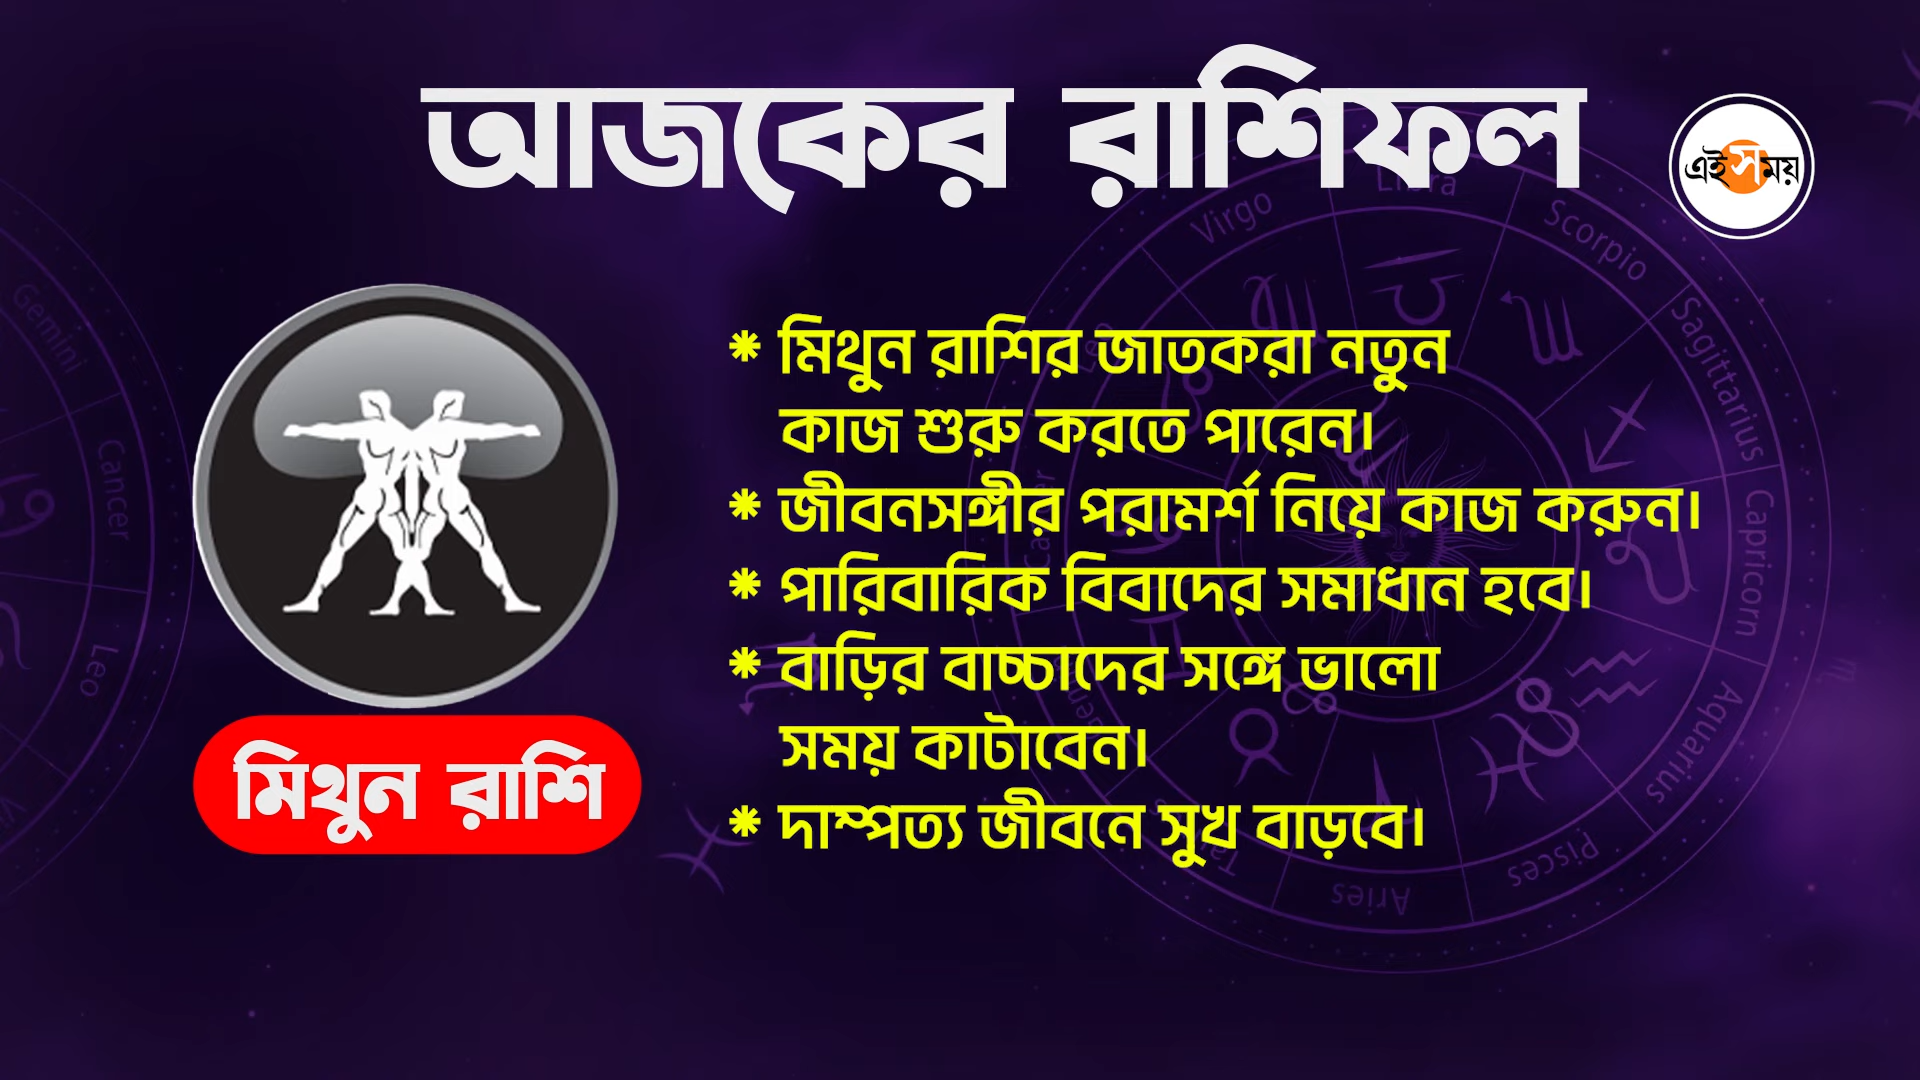 আজকের রাশিফল
এই সময়
* মিথুন রাশির জাতকরা নতুন
কাজ শুরু করতে পারেন।
* জীবনসঙ্গীর পরামর্শ নিয়ে কাজ করুন।
* পারিবারিক বিবাদের সমাধান হবে।
* বাড়ির বাচ্চাদের সঙ্গে ভালো
সময় কাটাবেন।
* দাম্পত্য জীবনে সুখ বাড়বে।
মিথুন রাশি
Gemini
Cancer
Leo
Virgo
Libra
Scorpio
Sagittarius
Capricorn
Aquarius
Pisces
Aries